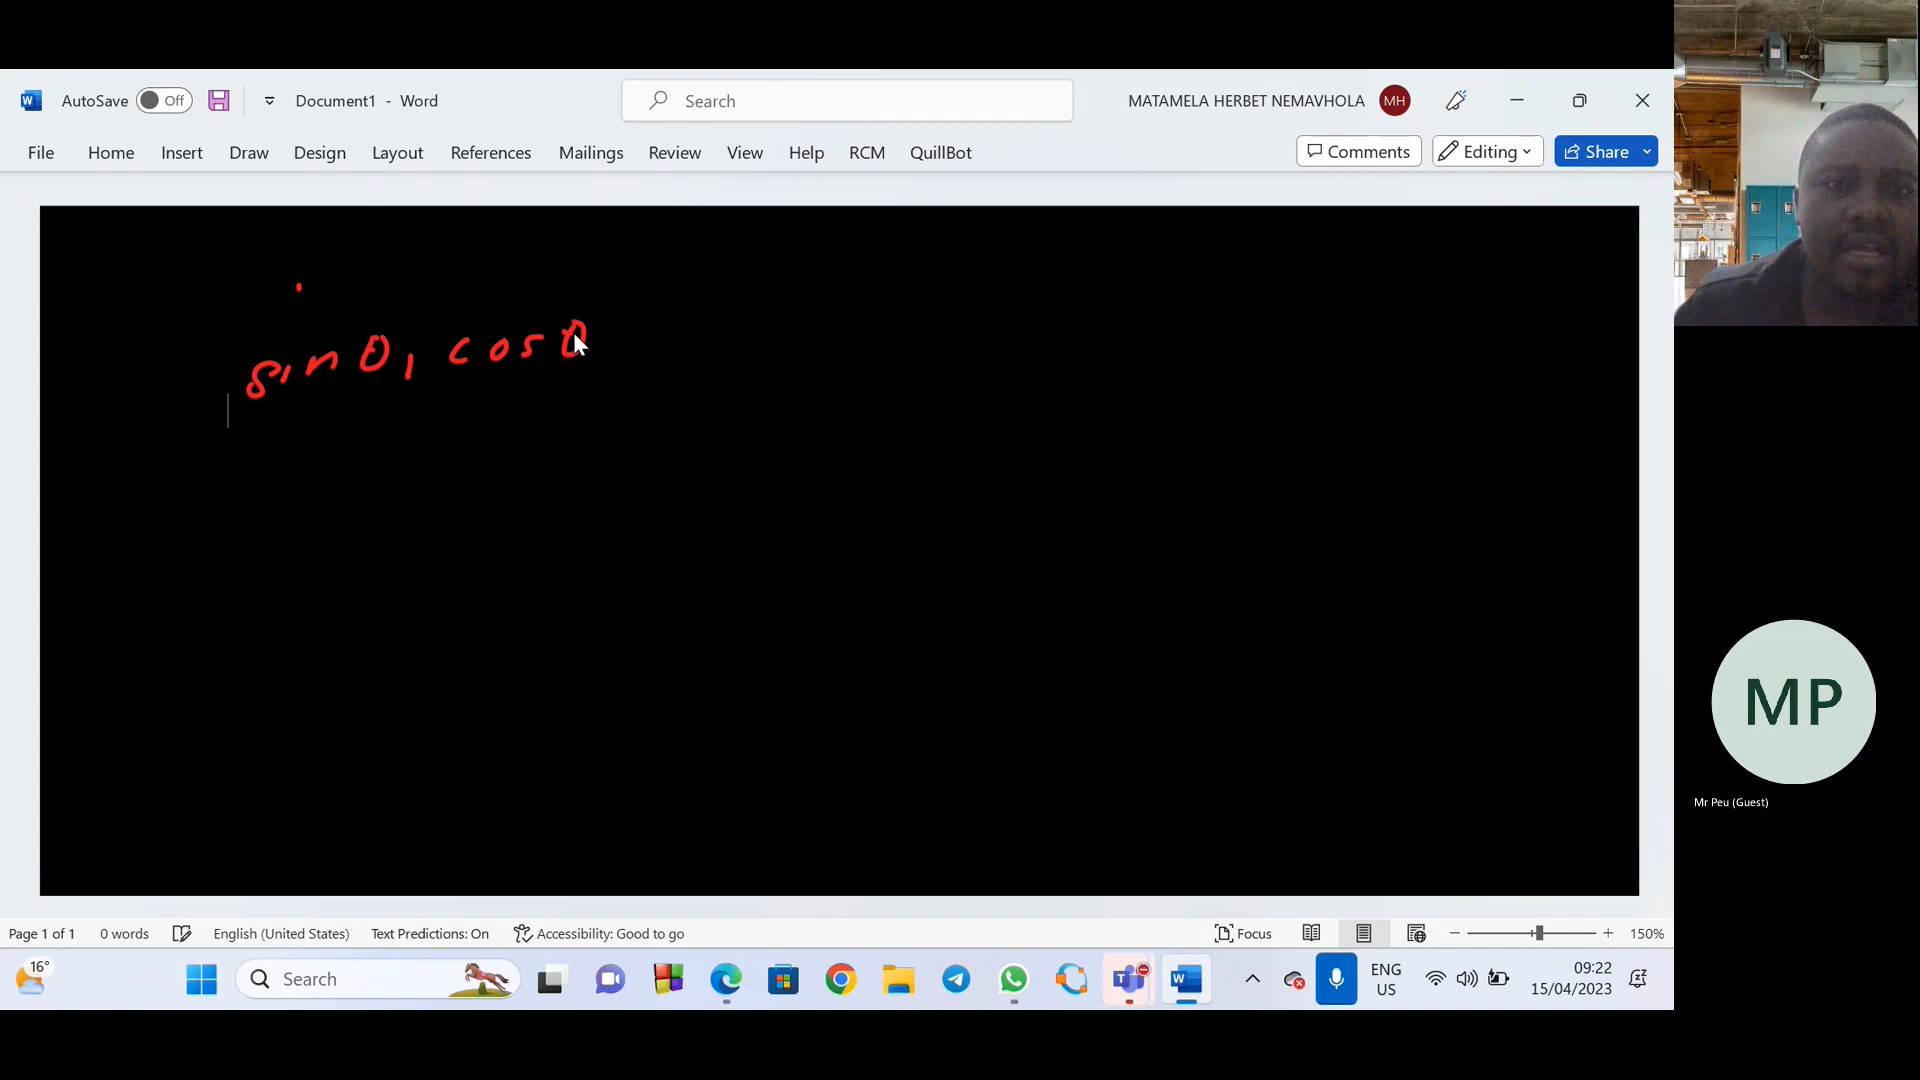 AutoSave Off Document1 - Word Search MATAMELA HERBET NEMAVHOLA MH
File Home Insert Draw Design Layout References Mailings Review View Help RCM QuillBot Comments Editing Share
sin θ, cos θ
MP
Mr Peu (Guest)
Page 1 of 1 0 words English (United States) Text Predictions: On Accessibility: Good to go Focus 150%
16° Search ENG US 09:22 15/04/2023